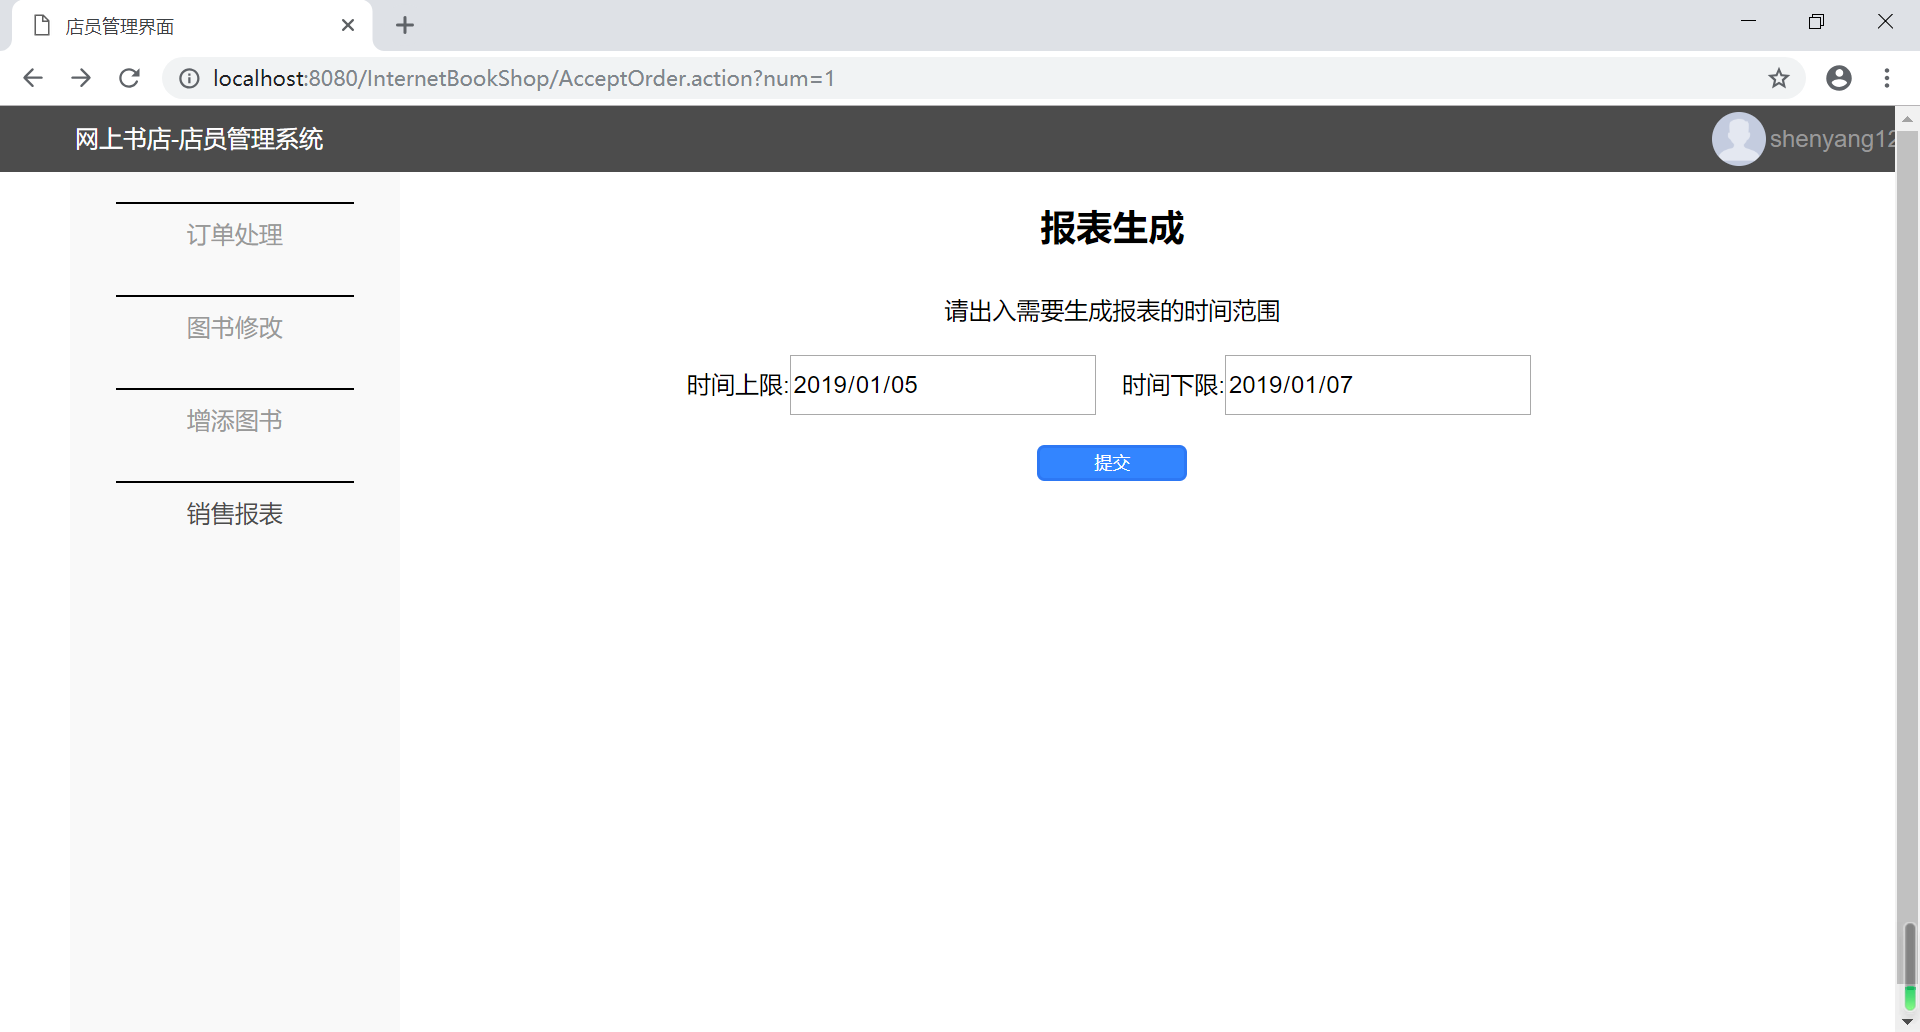 店员管理界面
localhost:8080/InternetBookShop/AcceptOrder.action?num=1
网上书店-店员管理系统
shenyang12
订单处理
图书修改
增添图书
销售报表
报表生成
请出入需要生成报表的时间范围
时间上限:2019/01/05 时间下限:2019/01/07
提交